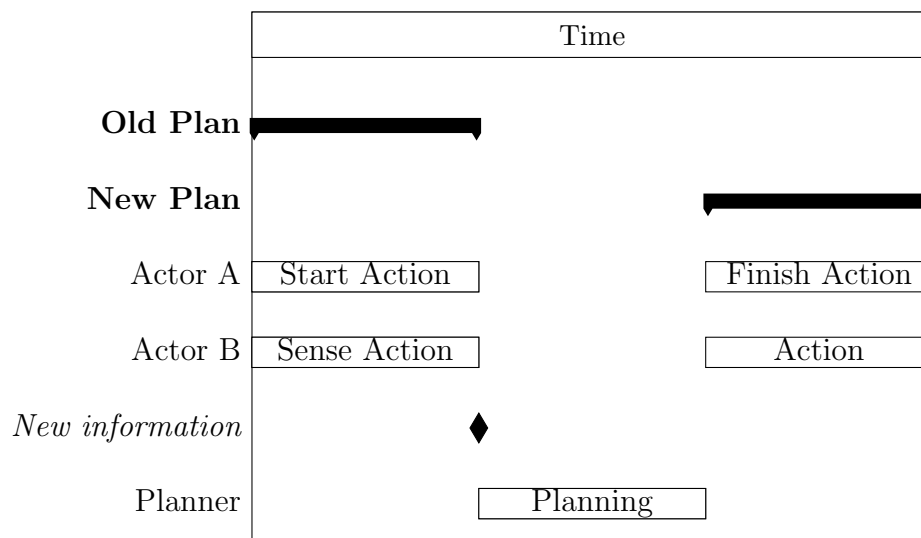 Time
Old Plan
New Plan
Actor A Start Action Finish Action
Actor B Sense Action Action
New information
Planner Planning